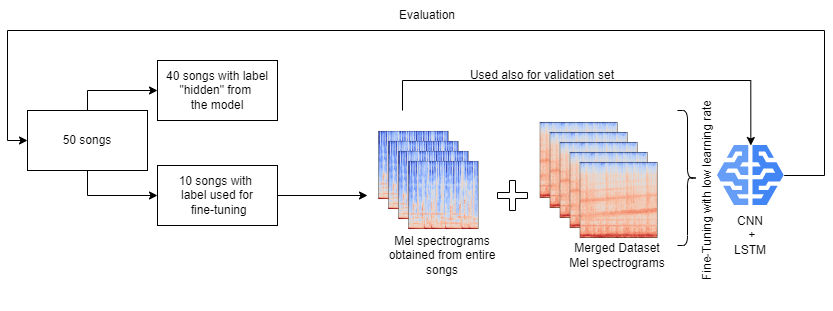 Evaluation
40 songs with label
"hidden" from
the model
50 songs
10 songs with
label used for
fine-tuning
Used also for validation set
Mel spectrograms
obtained from entire
songs
Merged Dataset
Mel spectrograms
Fine-Tuning with low learning rate
CNN
+
LSTM